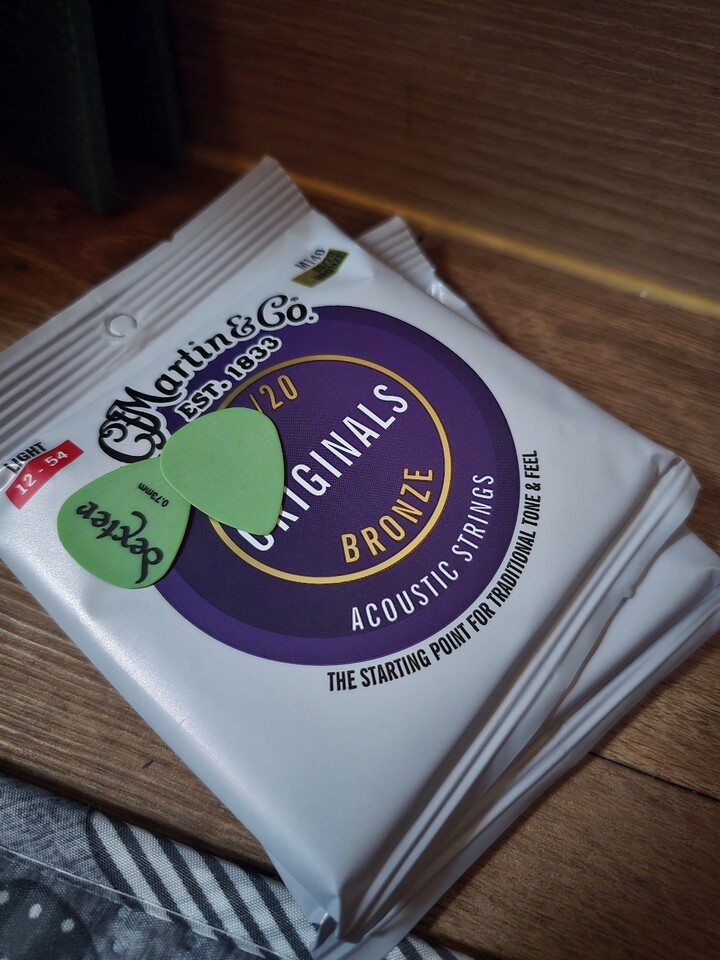 M140
C.F. Martin & Co.®
EST. 1833
LIGHT
12 - 54
/20
ORIGINALS
BRONZE
ACOUSTIC STRINGS
THE STARTING POINT FOR TRADITIONAL TONE & FEEL
Dexter
0.73mm